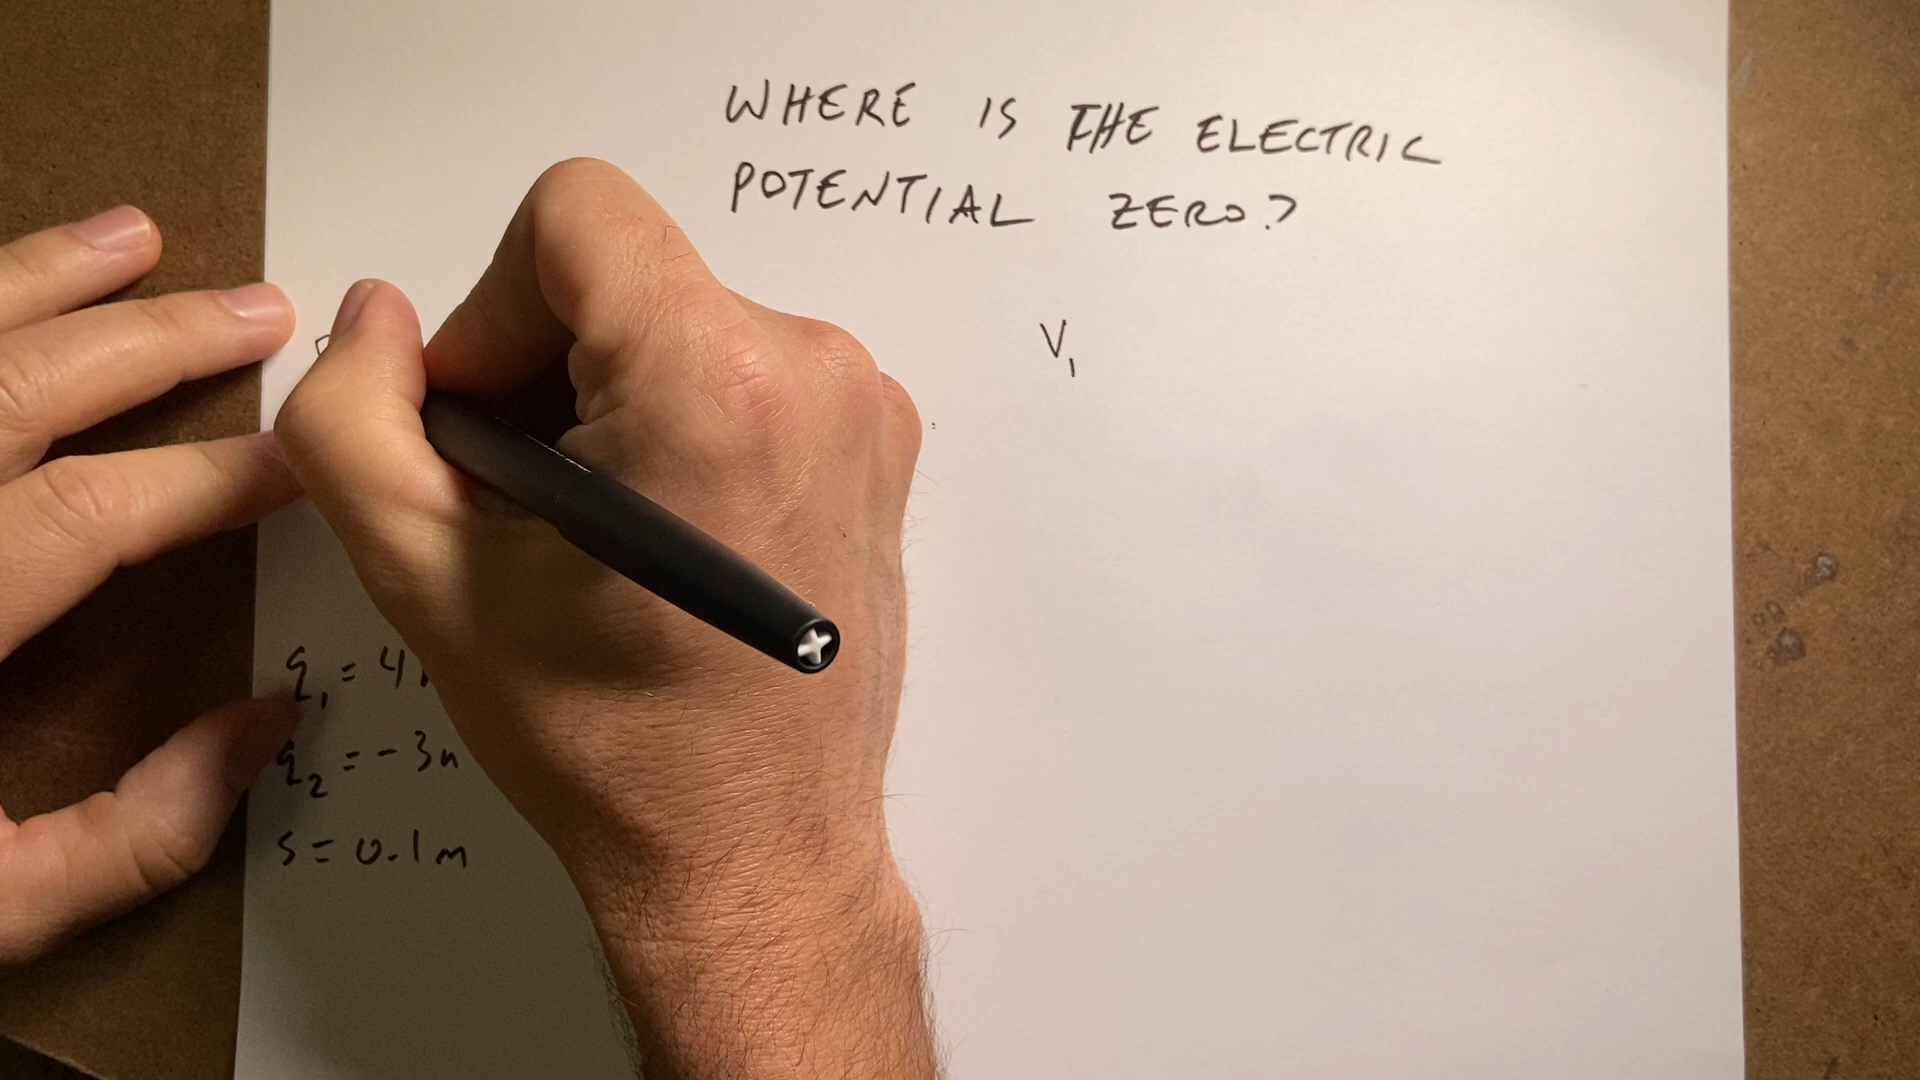 WHERE IS THE ELECTRIC
POTENTIAL ZERO?
V₁
q₁ = 4
q₂ = - 3n
s = 0.1m